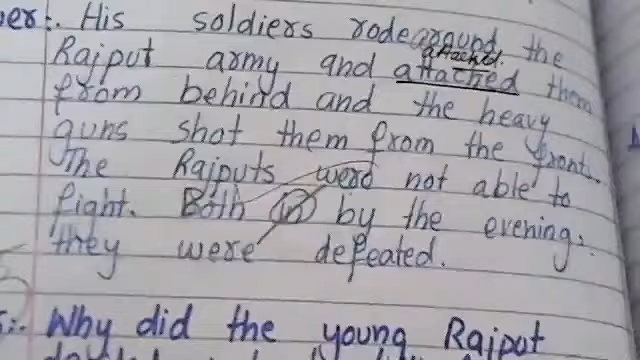 er:. His soldiers rode around the
attached.
Rajput army and attached them
from behind and the heavy
guns shot them from the front.
The Rajputs were not able to
fight. Both in by the evening.
they were defeated.
Why did the young Rajput